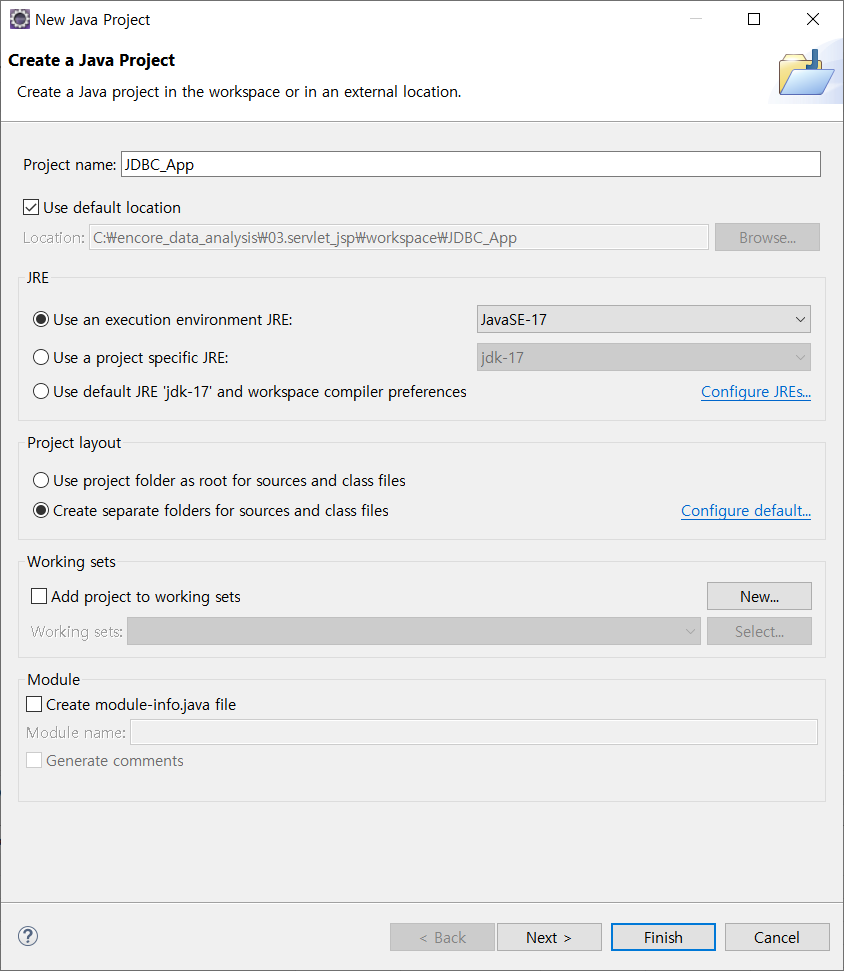 New Java Project
Create a Java Project
Create a Java project in the workspace or in an external location.
Project name: JDBC_App
Use default location
Location: C:₩encore_data_analysis₩03.servlet_jsp₩workspace₩JDBC_App Browse...
JRE
Use an execution environment JRE: JavaSE-17
Use a project specific JRE: jdk-17
Use default JRE 'jdk-17' and workspace compiler preferences Configure JREs...
Project layout
Use project folder as root for sources and class files
Create separate folders for sources and class files Configure default...
Working sets
Add project to working sets New...
Working sets: Select...
Module
Create module-info.java file
Module name:
Generate comments
? < Back Next > Finish Cancel